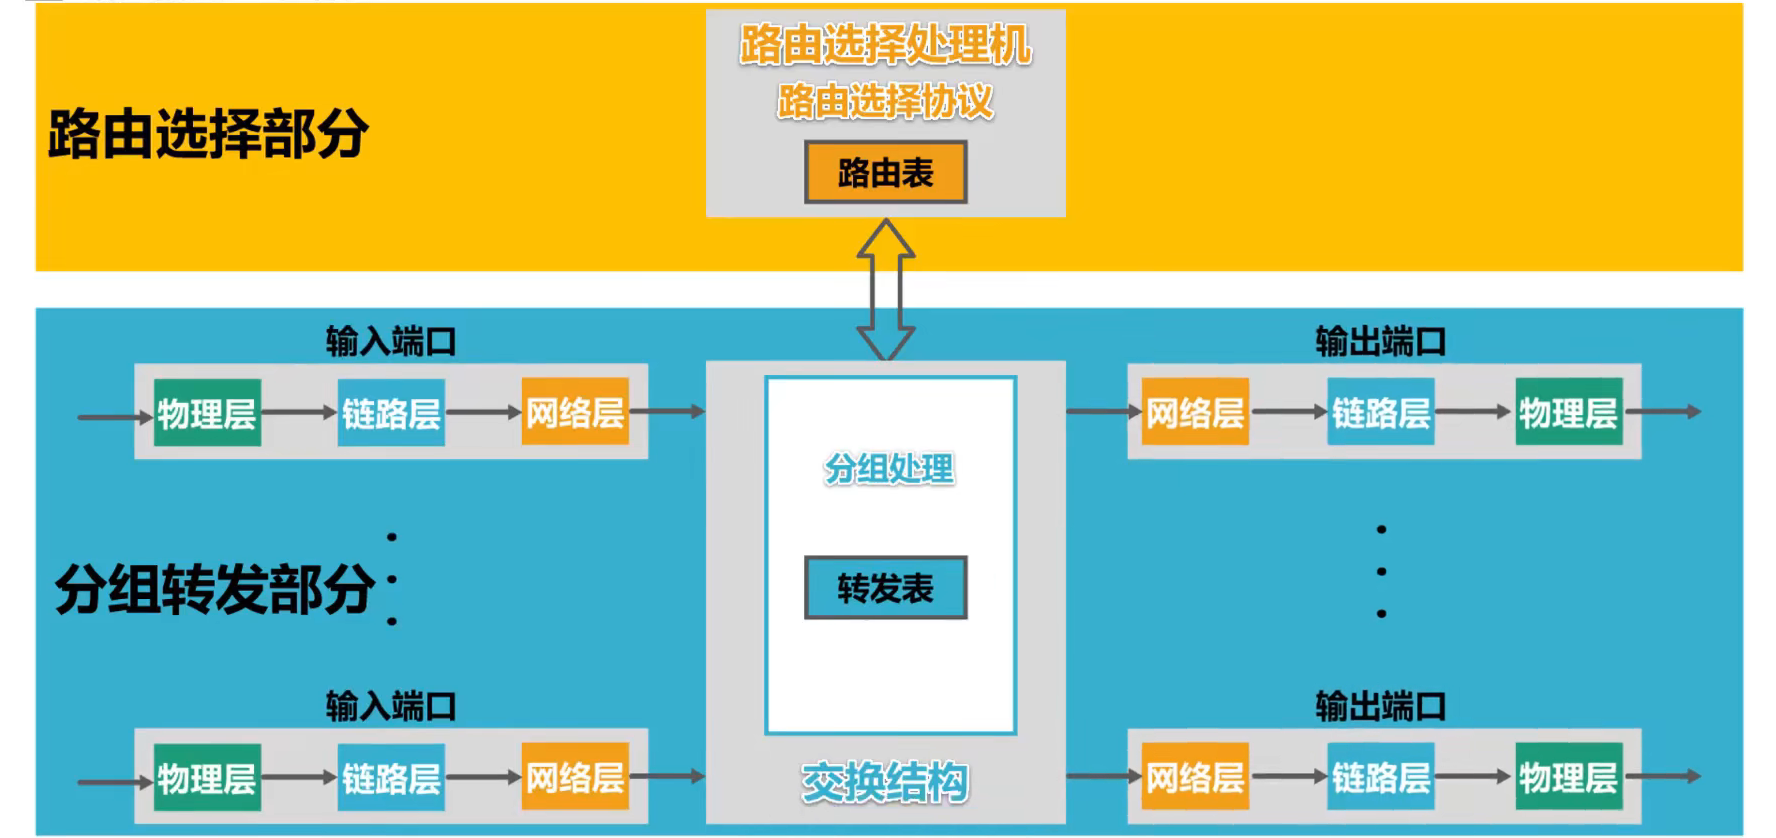 路由选择处理机
路由选择协议
路由选择部分
路由表
输入端口
输出端口
物理层
链路层
网络层
网络层
链路层
物理层
分组处理
分组转发部分
转发表
输入端口
输出端口
物理层
链路层
网络层
交换结构
网络层
链路层
物理层